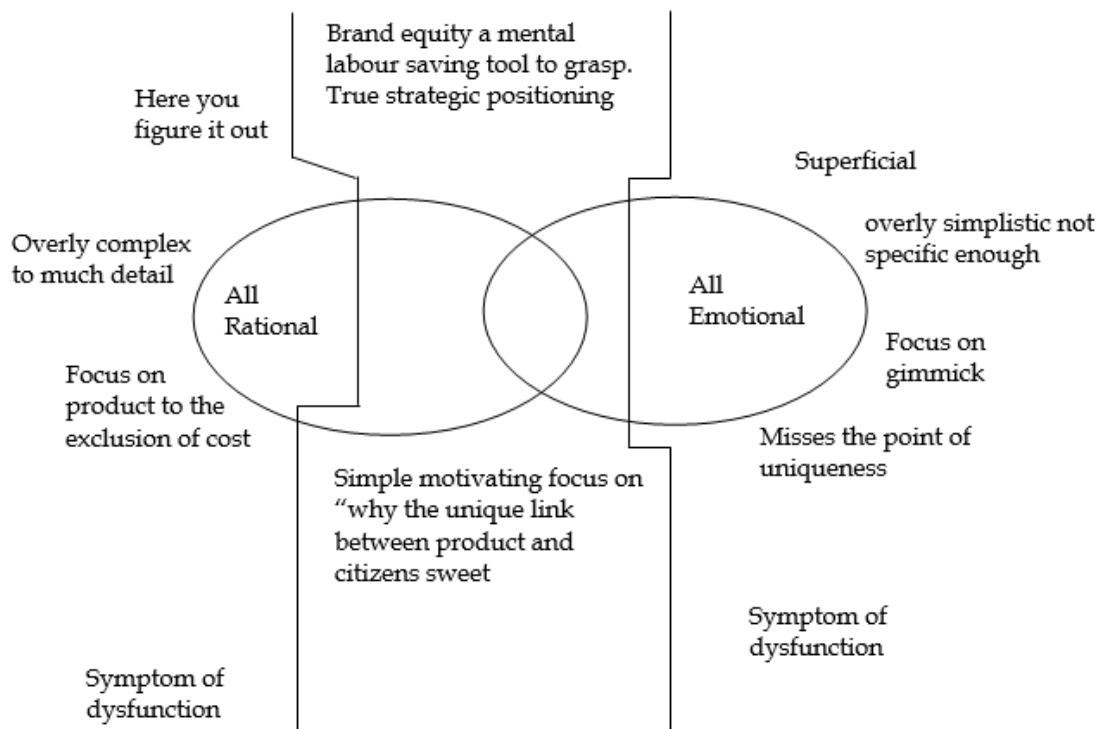 Brand equity a mental
labour saving tool to grasp.
True strategic positioning
Here you
figure it out
Superficial
overly simplistic not
specific enough
Overly complex
to much detail
All
Rational
All
Emotional
Focus on
gimmick
Focus on
product to the
exclusion of cost
Misses the point of
uniqueness
Simple motivating focus on
“why the unique link
between product and
citizens sweet
Symptom of
dysfunction
Symptom of
dysfunction